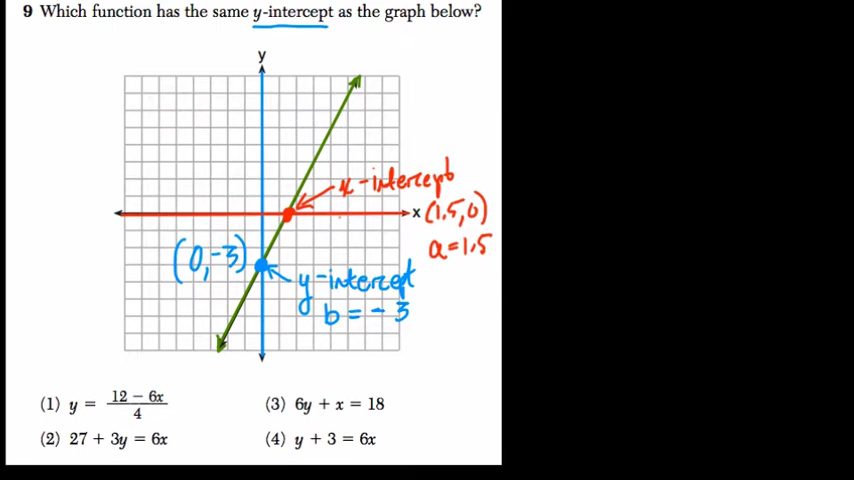 9 Which function has the same y-intercept as the graph below?
y
x-intercept
x (1.5,0)
a=1.5
(0,-3)
y-intercept
b = -3
(1) y = (12 − 6x)/4
(3) 6y + x = 18
(2) 27 + 3y = 6x
(4) y + 3 = 6x